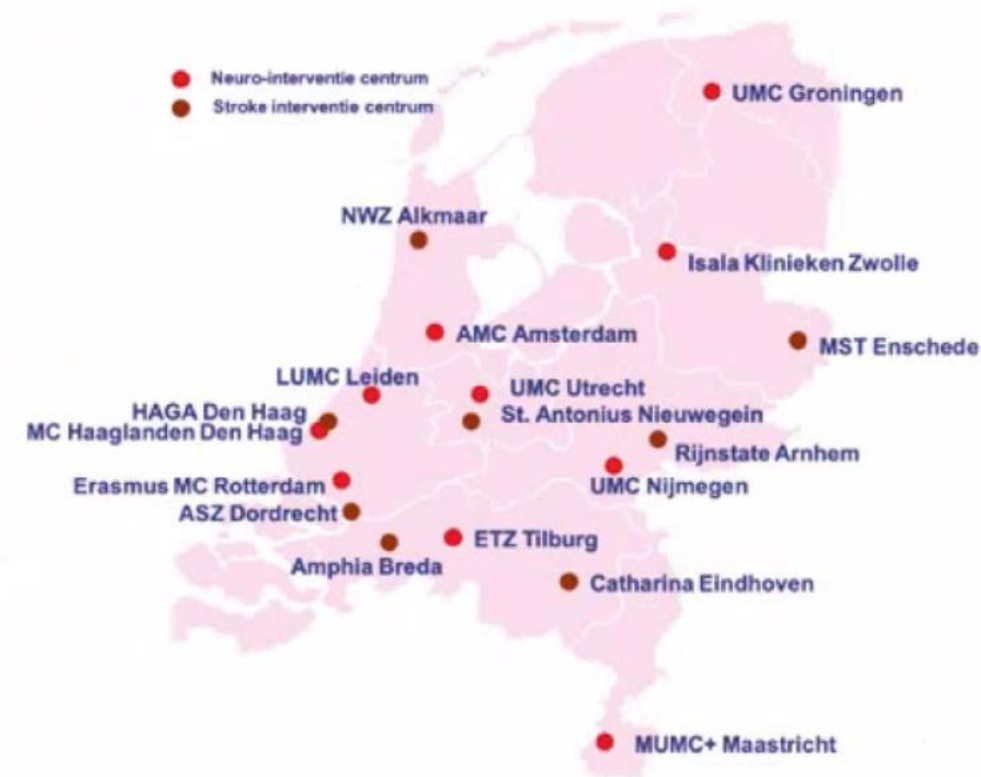 Neuro-interventie centrum
Stroke interventie centrum
UMC Groningen
NWZ Alkmaar
Isala Klinieken Zwolle
AMC Amsterdam
MST Enschede
LUMC Leiden
UMC Utrecht
HAGA Den Haag
St. Antonius Nieuwegein
MC Haaglanden Den Haag
Rijnstate Arnhem
Erasmus MC Rotterdam
UMC Nijmegen
ASZ Dordrecht
ETZ Tilburg
Amphia Breda
Catharina Eindhoven
MUMC+ Maastricht